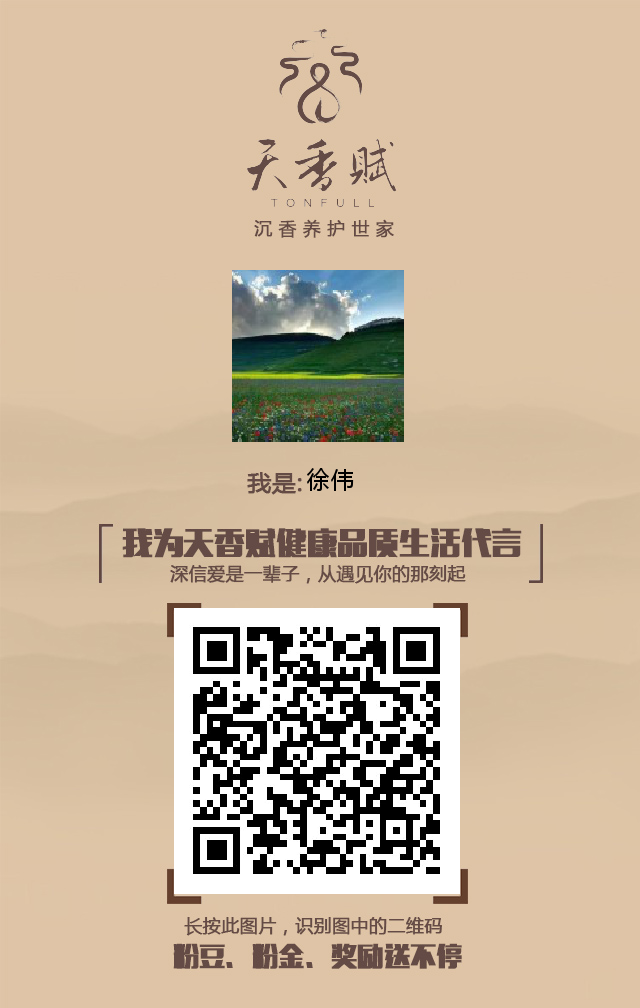 天香赋
TONFULL
沉香养护世家
我是:徐伟
我为天香赋健康品质生活代言
深信爱是一辈子，从遇见你的那刻起
长按此图片，识别图中的二维码
粉豆、粉金、奖励送不停